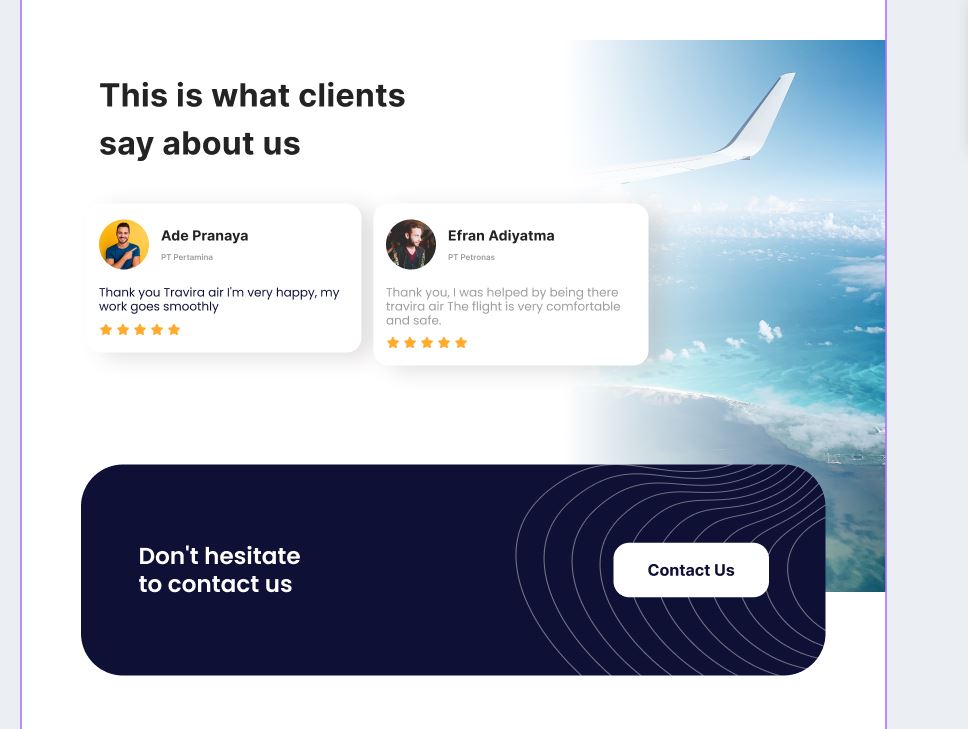 This is what clients
say about us
Ade Pranaya
PT Pertamina
Thank you Travira air I'm very happy, my
work goes smoothly
Efran Adiyatma
PT Petronas
Thank you, I was helped by being there
travira air The flight is very comfortable
and safe.
Don't hesitate
to contact us
Contact Us